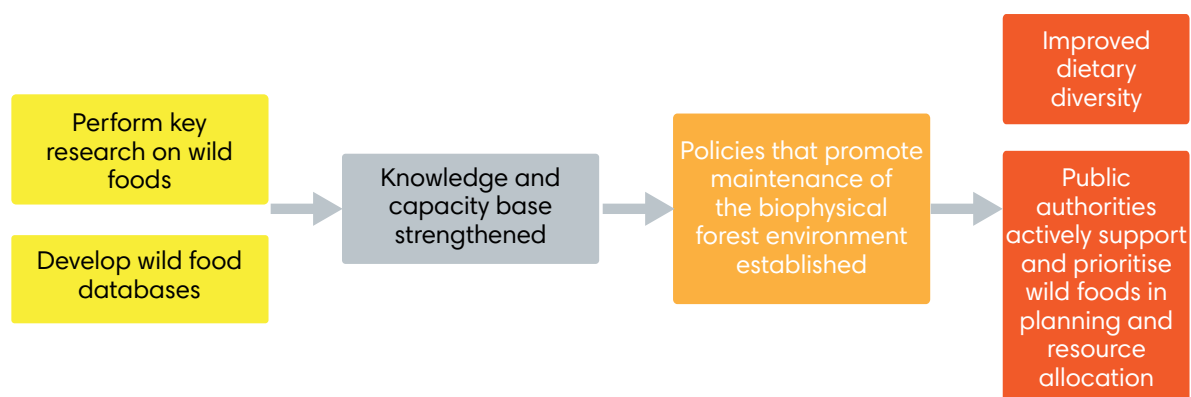 Perform key
research on wild
foods
Develop wild food
databases
Knowledge and
capacity base
strengthened
Policies that promote
maintenance of
the biophysical
forest environment
established
Improved
dietary
diversity
Public
authorities
actively support
and prioritise
wild foods in
planning and
resource
allocation